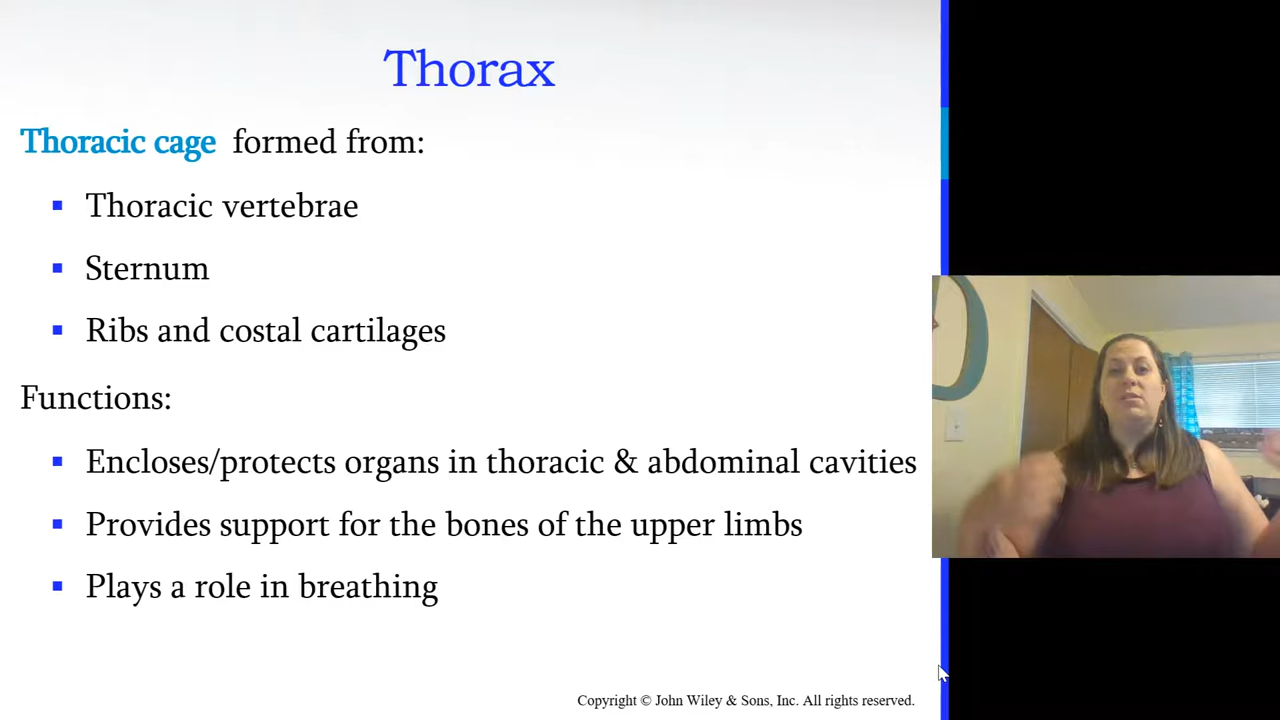 Thorax
Thoracic cage formed from:
▪ Thoracic vertebrae
▪ Sternum
▪ Ribs and costal cartilages
Functions:
▪ Encloses/protects organs in thoracic & abdominal cavities
▪ Provides support for the bones of the upper limbs
▪ Plays a role in breathing
Copyright © John Wiley & Sons, Inc. All rights reserved.